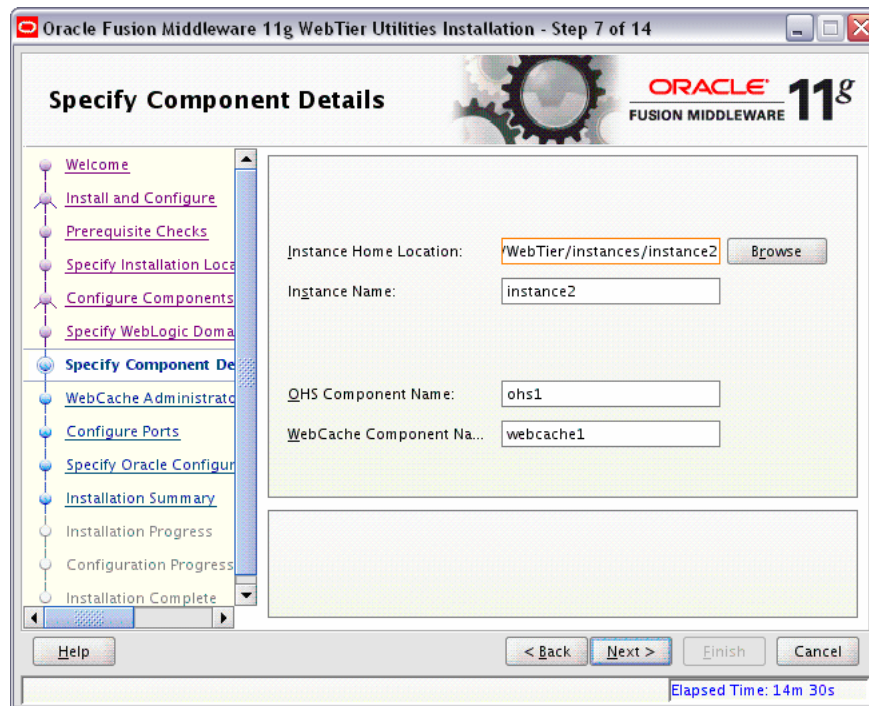 Oracle Fusion Middleware 11g WebTier Utilities Installation - Step 7 of 14
Specify Component Details
ORACLE
FUSION MIDDLEWARE
11g
Welcome
Install and Configure
Prerequisite Checks
Specify Installation Loca
Configure Components
Specify WebLogic Doma
Specify Component De
WebCache Administrato
Configure Ports
Specify Oracle Configur
Installation Summary
Installation Progress
Configuration Progress
Installation Complete
Instance Home Location: /WebTier/instances/instance2 Browse
Instance Name: instance2
OHS Component Name: ohs1
WebCache Component Na... webcache1
Help < Back Next > Finish Cancel
Elapsed Time: 14m 30s